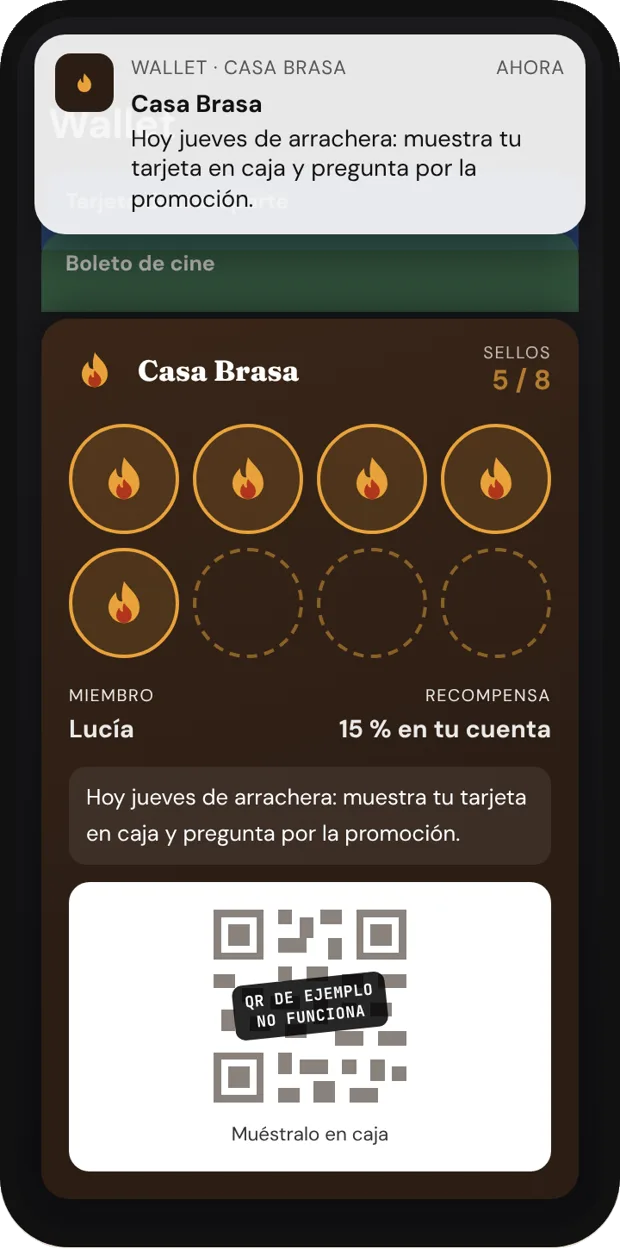 WALLET · CASA BRASA
AHORA
Casa Brasa
Hoy jueves de arrachera: muestra tu
tarjeta en caja y pregunta por la
promoción.
Wallet
Boleto de cine
Casa Brasa
SELLOS
5 / 8
MIEMBRO
RECOMPENSA
Lucía
15 % en tu cuenta
Hoy jueves de arrachera: muestra tu tarjeta
en caja y pregunta por la promoción.
QR DE EJEMPLO
NO FUNCIONA
Muéstralo en caja